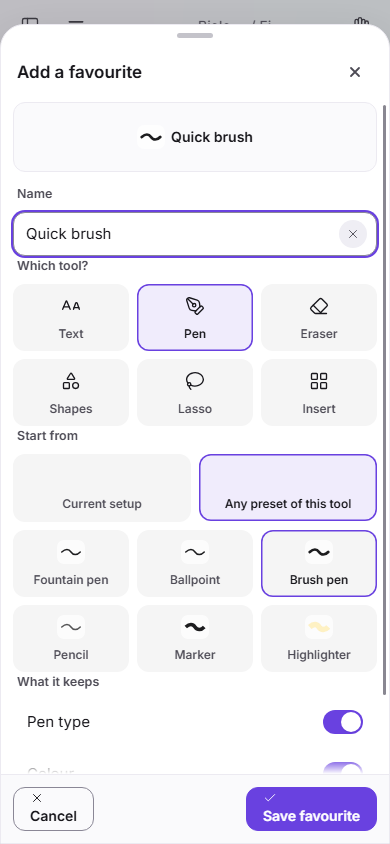 Add a favourite
Quick brush
Name
Quick brush
Which tool?
Text
Pen
Eraser
Shapes
Lasso
Insert
Start from
Current setup
Any preset of this tool
Fountain pen
Ballpoint
Brush pen
Pencil
Marker
Highlighter
What it keeps
Pen type
Colour
Cancel
Save favourite